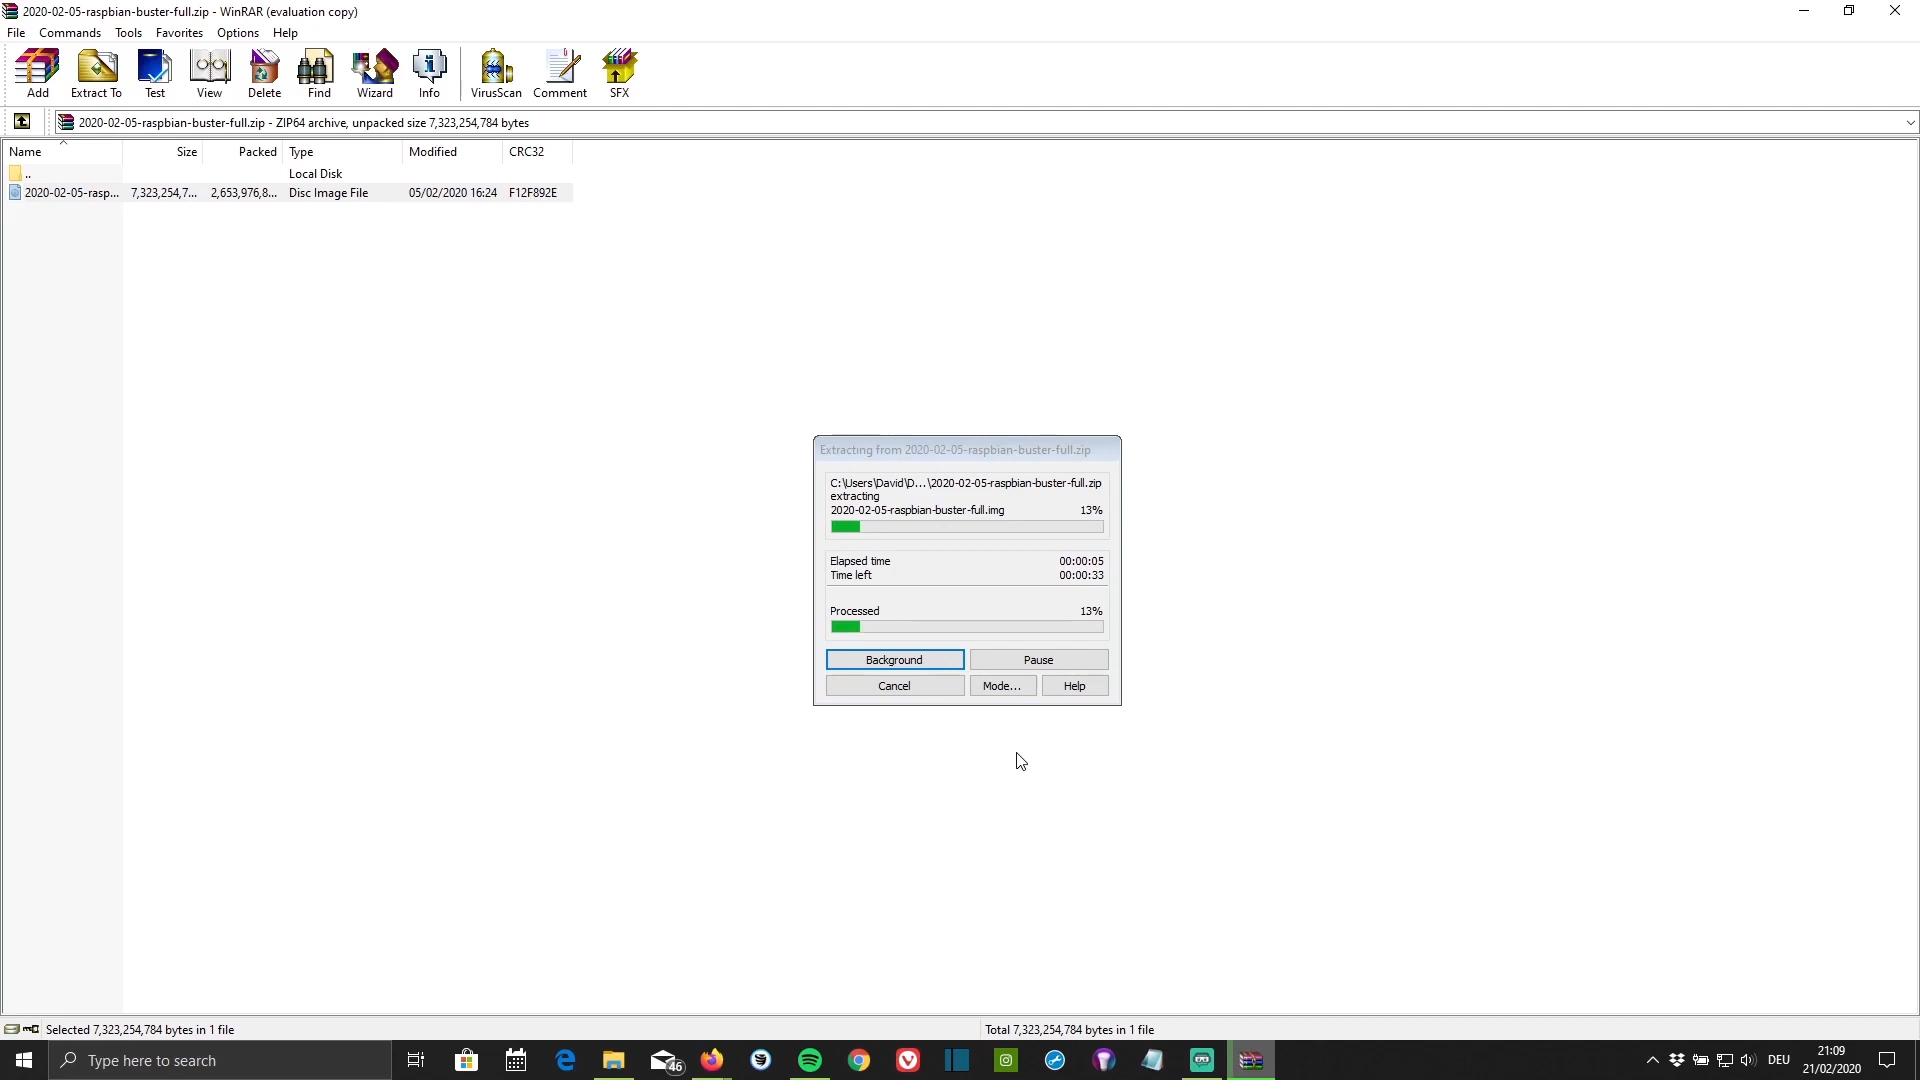 2020-02-05-raspbian-buster-full.zip - WinRAR (evaluation copy)
File Commands Tools Favorites Options Help
Add Extract To Test View Delete Find Wizard Info VirusScan Comment SFX
2020-02-05-raspbian-buster-full.zip - ZIP64 archive, unpacked size 7,323,254,784 bytes
Name Size Packed Type Modified CRC32
.. Local Disk
2020-02-05-rasp... 7,323,254,7... 2,653,976,8... Disc Image File 05/02/2020 16:24 F12F892E
Extracting from 2020-02-05-raspbian-buster-full.zip
C:\Users\David\D...\2020-02-05-raspbian-buster-full.zip
extracting
2020-02-05-raspbian-buster-full.img 13%
Elapsed time 00:00:05
Time left 00:00:33
Processed 13%
Background Pause
Cancel Mode... Help
Selected 7,323,254,784 bytes in 1 file Total 7,323,254,784 bytes in 1 file
Type here to search 46 DEU 21:09
21/02/2020